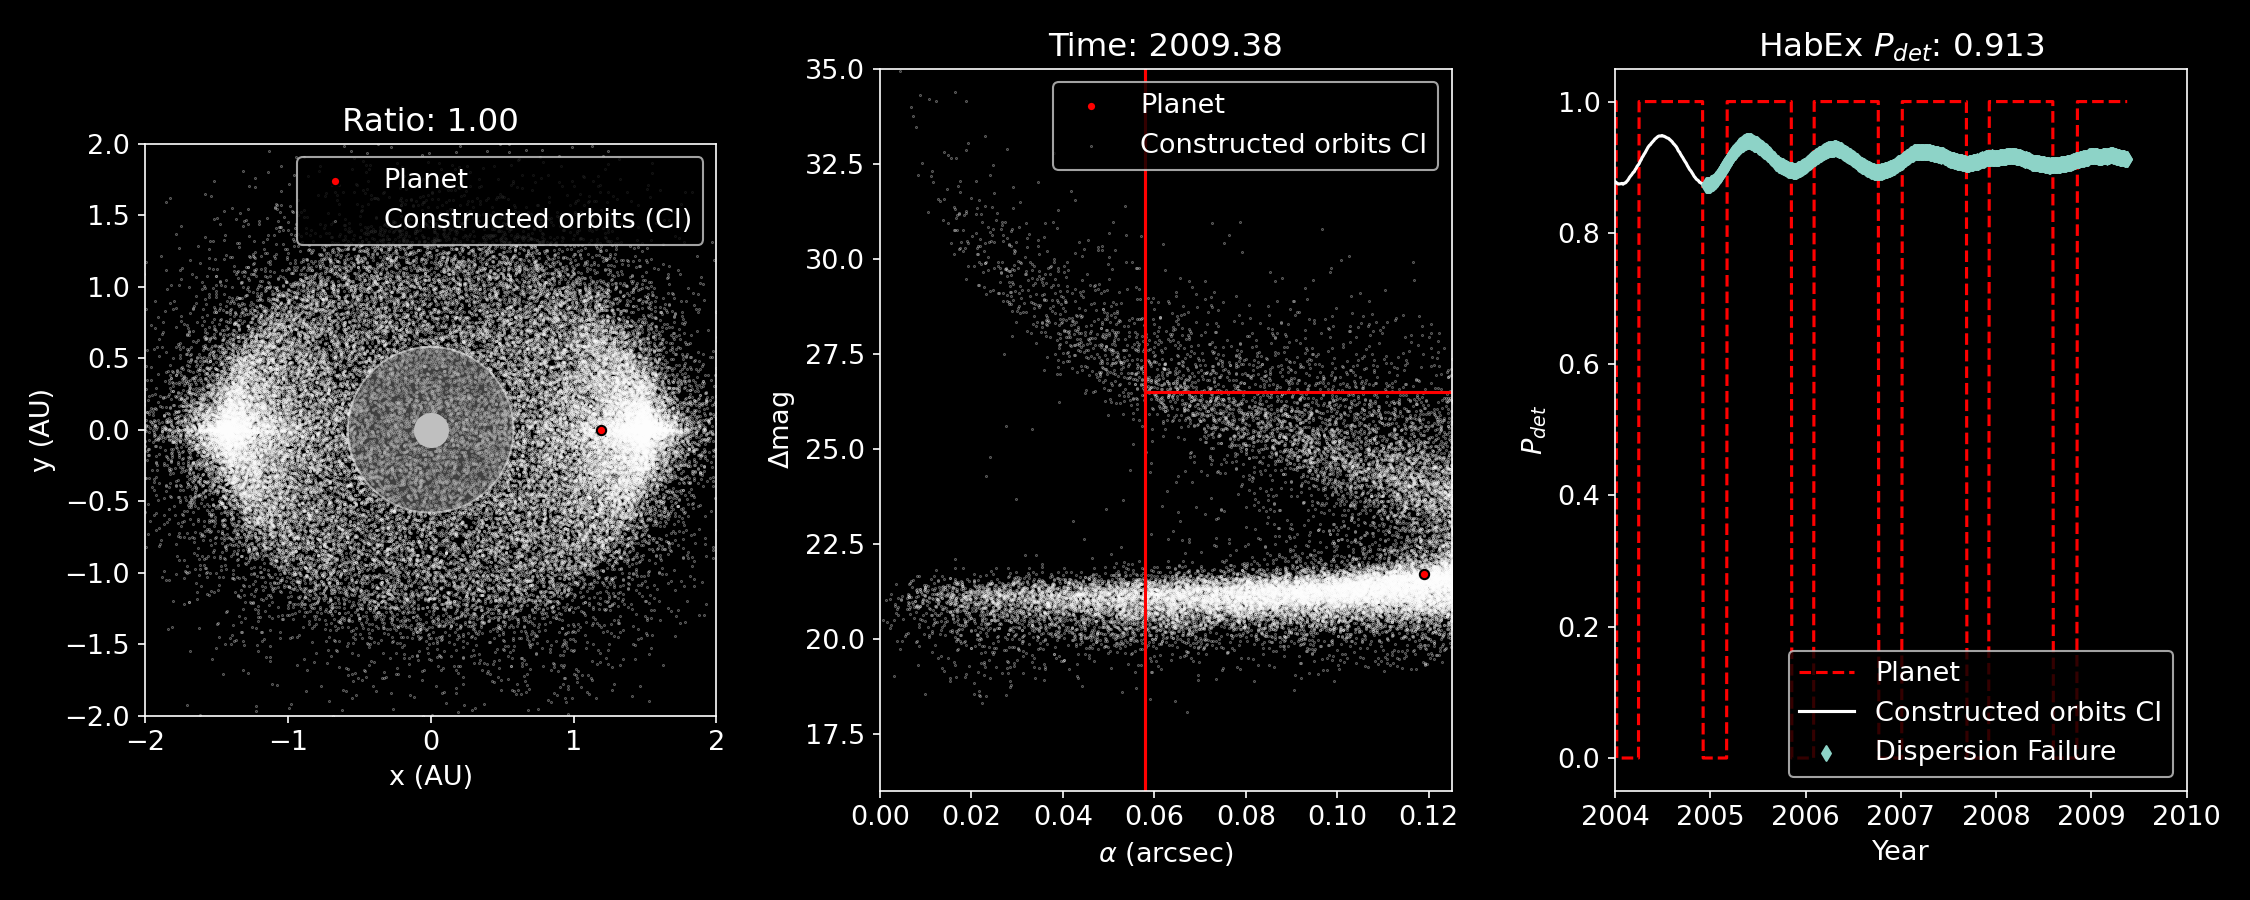 Ratio: 1.00
Planet
Constructed orbits (CI)
2.0
1.5
1.0
0.5
0.0
−0.5
−1.0
−1.5
−2.0
y (AU)
−2
−1
0
1
2
x (AU)
Time: 2009.38
Planet
Constructed orbits CI
35.0
32.5
30.0
27.5
25.0
22.5
20.0
17.5
Δmag
0.00
0.02
0.04
0.06
0.08
0.10
0.12
α (arcsec)
HabEx P_det: 0.913
1.0
0.8
0.6
0.4
0.2
0.0
P_det
Planet
Constructed orbits CI
Dispersion Failure
2004
2005
2006
2007
2008
2009
2010
Year